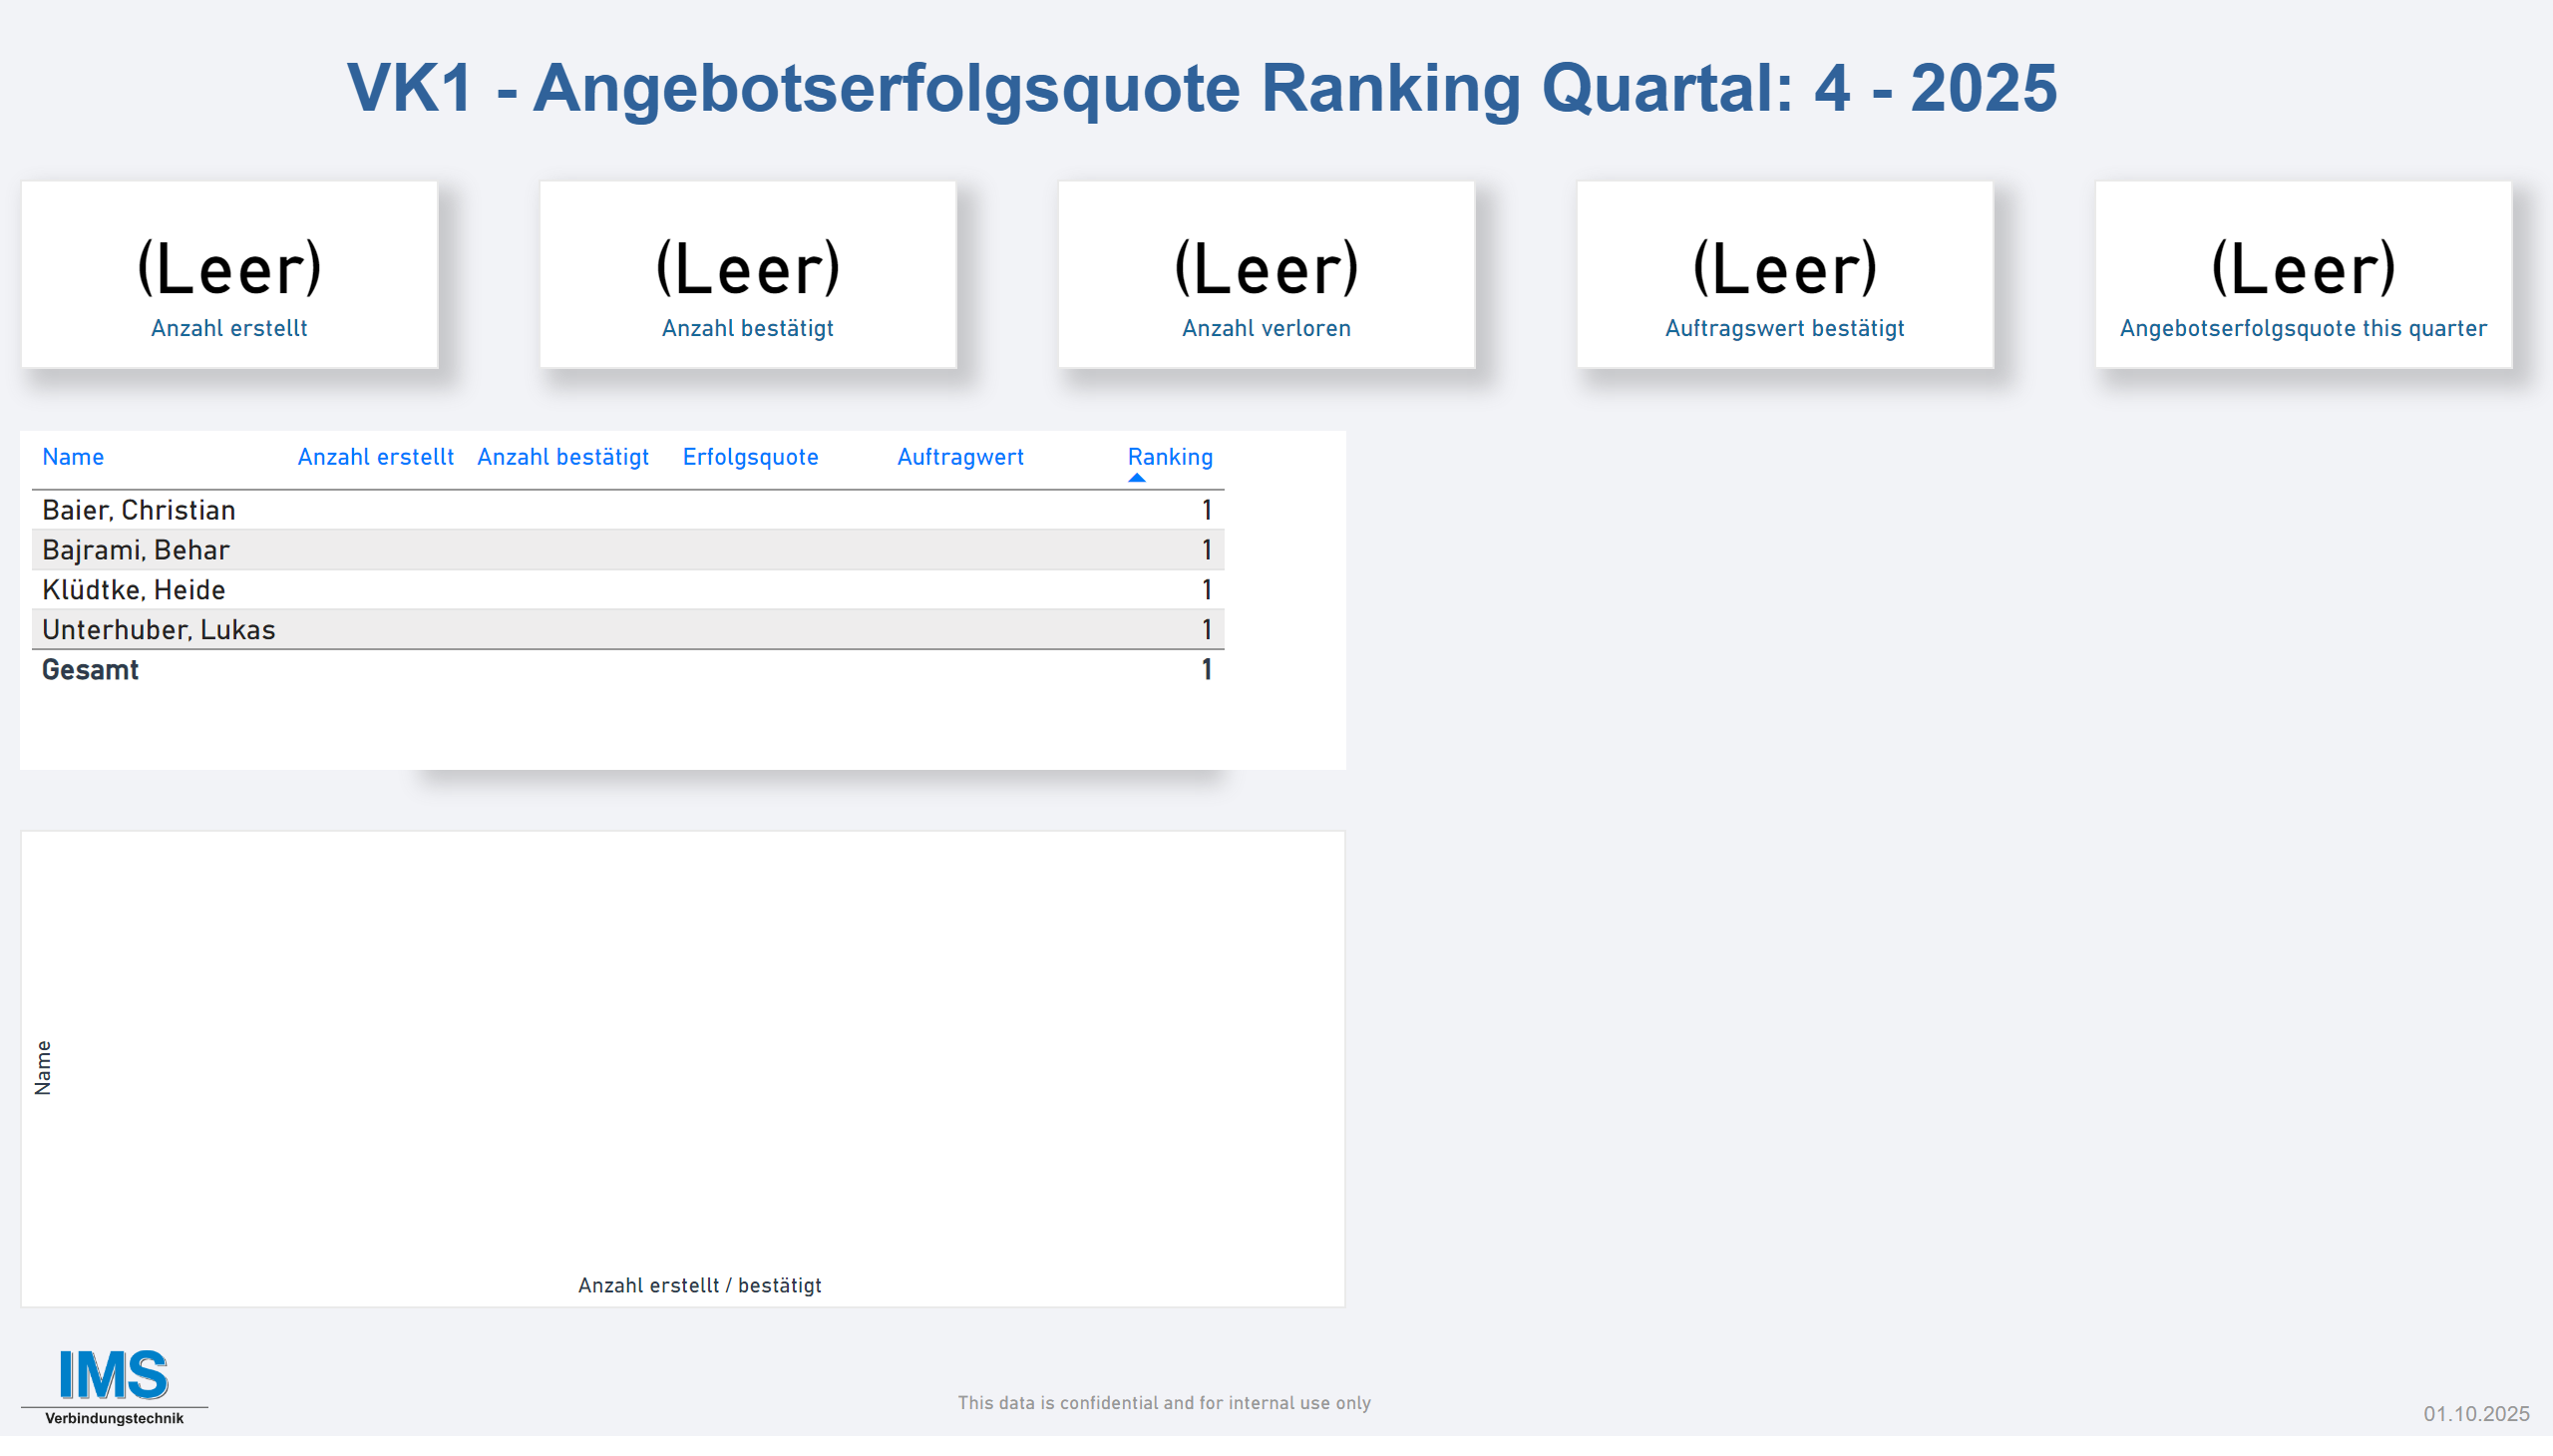 VK1 - Angebotserfolgsquote Ranking Quartal: 4 - 2025
(Leer)
Anzahl erstellt
(Leer)
Anzahl bestätigt
(Leer)
Anzahl verloren
(Leer)
Auftragswert bestätigt
(Leer)
Angebotserfolgsquote this quarter
Name Anzahl erstellt Anzahl bestätigt Erfolgsquote Auftragwert Ranking
Baier, Christian 1
Bajrami, Behar 1
Klüdtke, Heide 1
Unterhuber, Lukas 1
Gesamt 1
Name
Anzahl erstellt / bestätigt
IMS
Verbindungstechnik
This data is confidential and for internal use only
01.10.2025